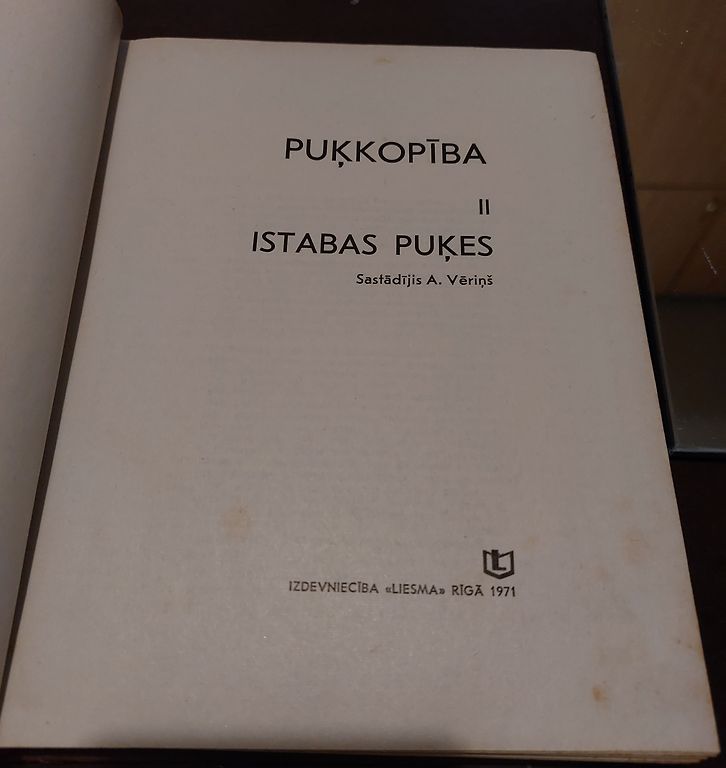 PUĶKOPĪBA
II
ISTABAS PUĶES
Sastādījis A. Vēriņš
L
IZDEVNIECĪBA «LIESMA» RĪGĀ 1971